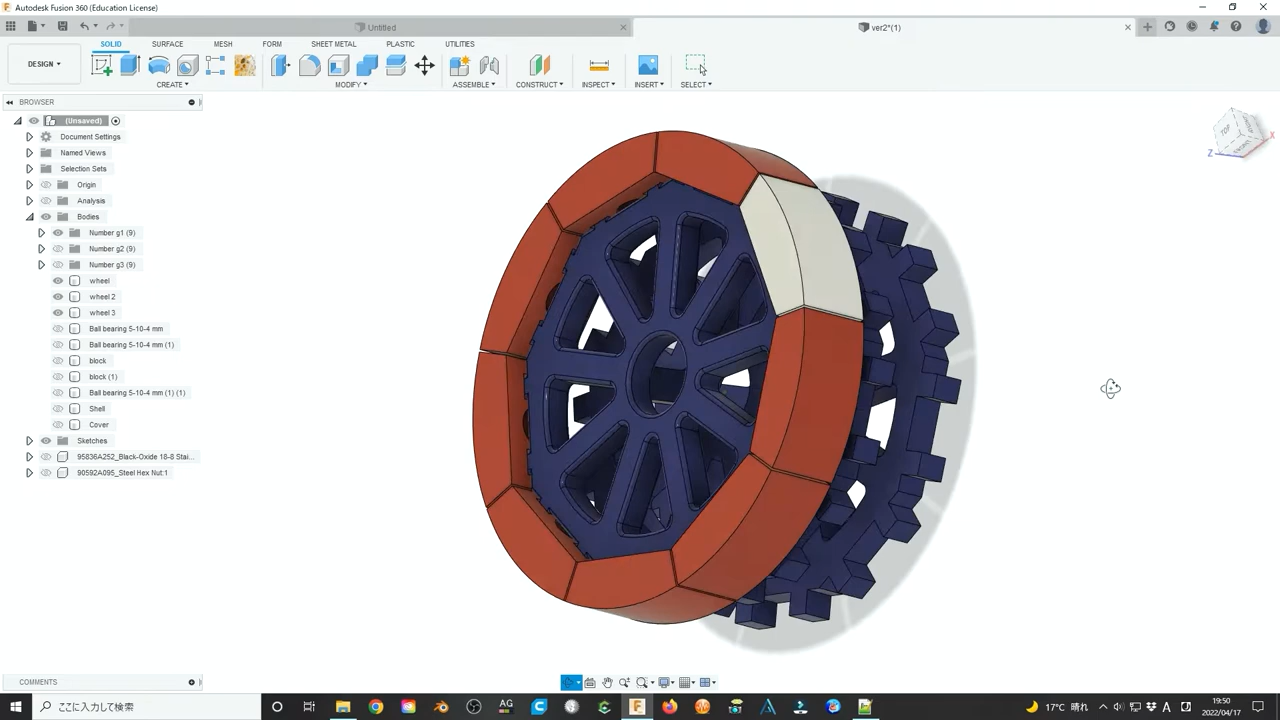 Autodesk Fusion 360 (Education License)
Untitled
ver2*(1)
DESIGN
SOLID SURFACE MESH FORM SHEET METAL PLASTIC UTILITIES
CREATE MODIFY ASSEMBLE CONSTRUCT INSPECT INSERT SELECT
BROWSER
(Unsaved)
Document Settings
Named Views
Selection Sets
Origin
Analysis
Bodies
Number g1 (9)
Number g2 (9)
Number g3 (9)
wheel
wheel 2
wheel 3
Ball bearing 5-10-4 mm
Ball bearing 5-10-4 mm (1)
block
block (1)
Ball bearing 5-10-4 mm (1) (1)
Shell
Cover
Sketches
95836A252_Black-Oxide 18-8 Stai...
90592A095_Steel Hex Nut:1
TOP
X
Z
COMMENTS
ここに入力して検索
AG
17°C 晴れ
A
19:50
2022/04/17